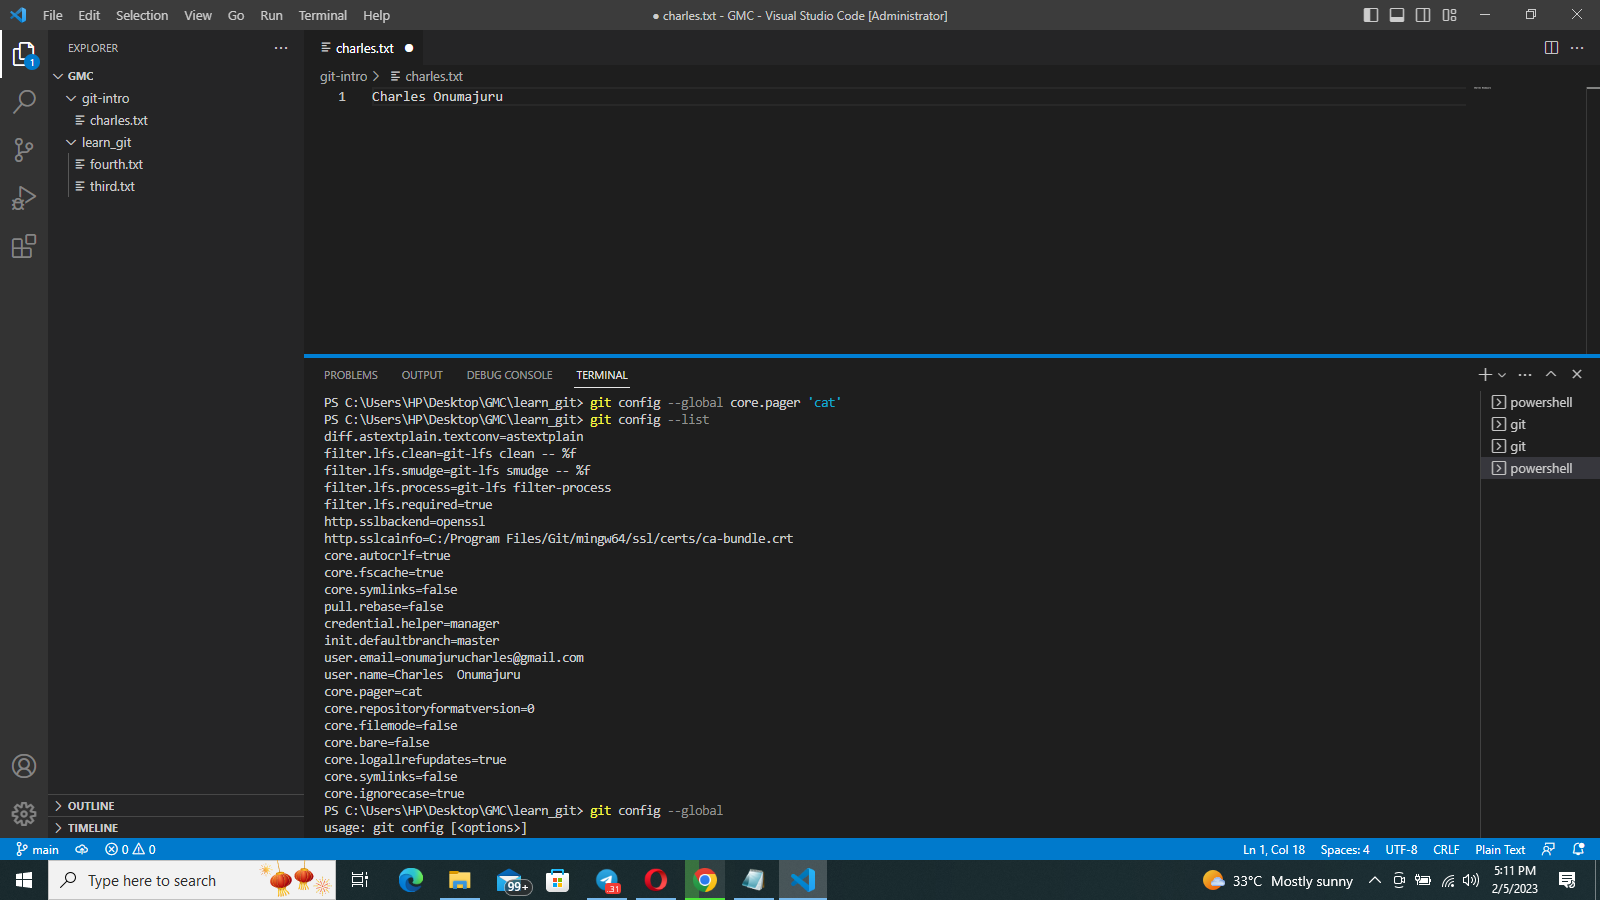 File Edit Selection View Go Run Terminal Help
● charles.txt - GMC - Visual Studio Code [Administrator]
EXPLORER
charles.txt
1
GMC
git-intro > charles.txt
git-intro
1 Charles Onumajuru
charles.txt
learn_git
fourth.txt
third.txt
PROBLEMS OUTPUT DEBUG CONSOLE TERMINAL
PS C:\Users\HP\Desktop\GMC\learn_git> git config --global core.pager 'cat'
PS C:\Users\HP\Desktop\GMC\learn_git> git config --list
diff.astextplain.textconv=astextplain
filter.lfs.clean=git-lfs clean -- %f
filter.lfs.smudge=git-lfs smudge -- %f
filter.lfs.process=git-lfs filter-process
filter.lfs.required=true
http.sslbackend=openssl
http.sslcainfo=C:/Program Files/Git/mingw64/ssl/certs/ca-bundle.crt
core.autocrlf=true
core.fscache=true
core.symlinks=false
pull.rebase=false
credential.helper=manager
init.defaultbranch=master
user.email=onumajurucharles@gmail.com
user.name=Charles  Onumajuru
core.pager=cat
core.repositoryformatversion=0
core.filemode=false
core.bare=false
core.logallrefupdates=true
core.symlinks=false
core.ignorecase=true
PS C:\Users\HP\Desktop\GMC\learn_git> git config --global
usage: git config [<options>]
powershell
git
git
powershell
OUTLINE
TIMELINE
main 0 0
Ln 1, Col 18 Spaces: 4 UTF-8 CRLF Plain Text
Type here to search
99+
31
33°C Mostly sunny
5:11 PM
2/5/2023